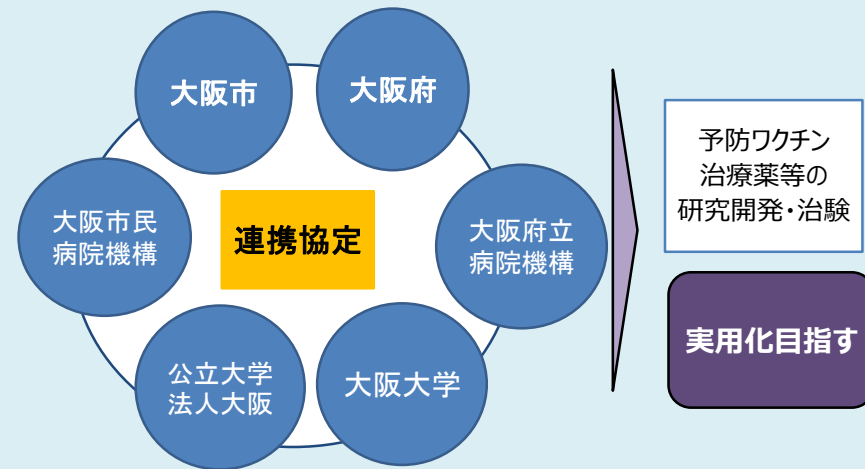 大阪市
大阪府
大阪市民
病院機構
連携協定
大阪府立
病院機構
公立大学
法人大阪
大阪大学
予防ワクチン
治療薬等の
研究開発・治験
実用化目指す